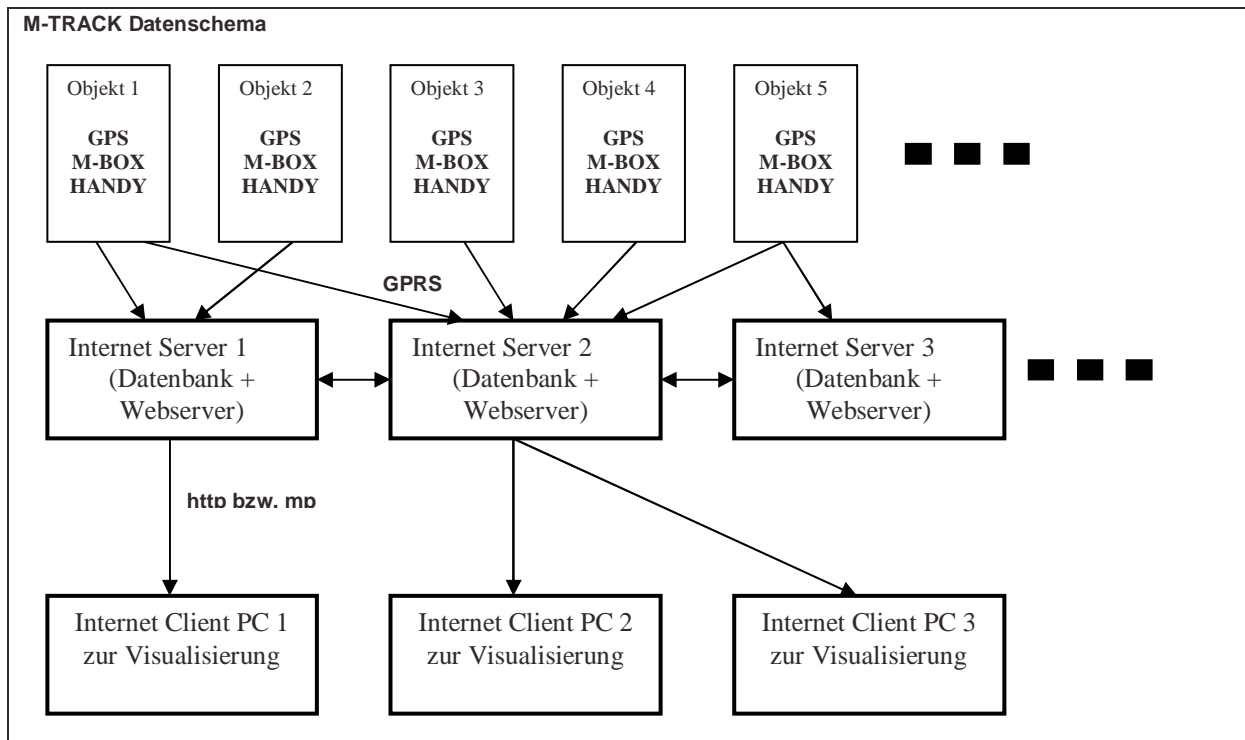 M-TRACK Datenschema
Objekt 1
GPS
M-BOX
HANDY
Objekt 2
GPS
M-BOX
HANDY
Objekt 3
GPS
M-BOX
HANDY
Objekt 4
GPS
M-BOX
HANDY
Objekt 5
GPS
M-BOX
HANDY
GPRS
Internet Server 1
(Datenbank +
Webserver)
Internet Server 2
(Datenbank +
Webserver)
Internet Server 3
(Datenbank +
Webserver)
http bzw. mp
Internet Client PC 1
zur Visualisierung
Internet Client PC 2
zur Visualisierung
Internet Client PC 3
zur Visualisierung